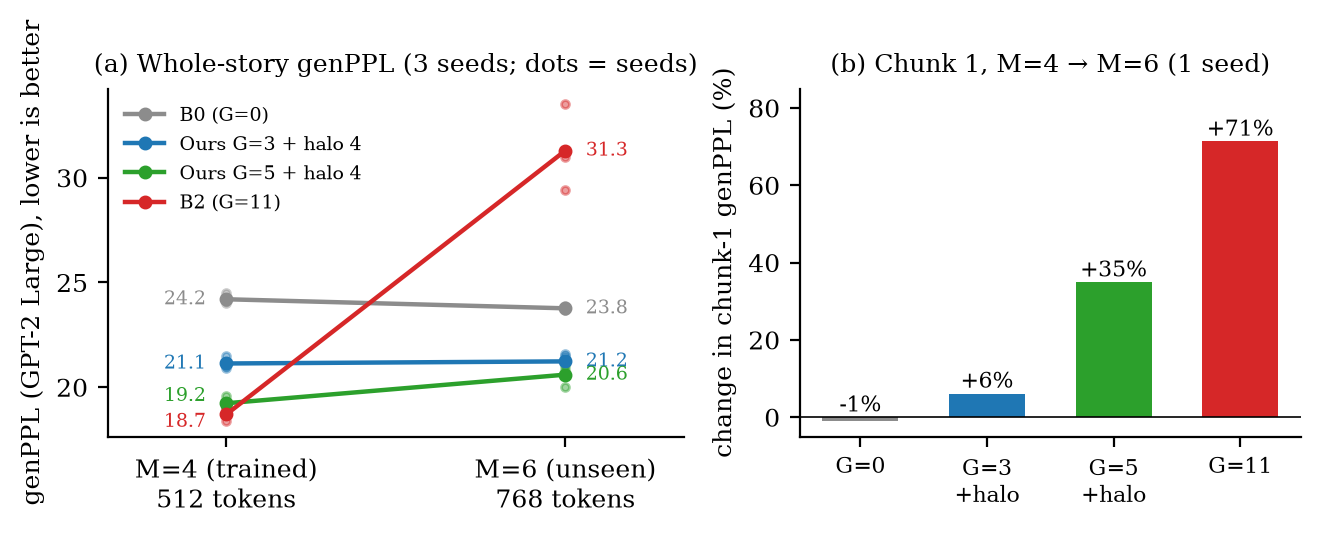 (a) Whole-story genPPL (3 seeds; dots = seeds)
genPPL (GPT-2 Large), lower is better
30
25
20
B0 (G=0)
Ours G=3 + halo 4
Ours G=5 + halo 4
B2 (G=11)
24.2
21.1
19.2
18.7
31.3
23.8
21.2
20.6
M=4 (trained)
512 tokens
M=6 (unseen)
768 tokens
(b) Chunk 1, M=4 → M=6 (1 seed)
change in chunk-1 genPPL (%)
80
60
40
20
0
-1%
+6%
+35%
+71%
G=0
G=3
+halo
G=5
+halo
G=11